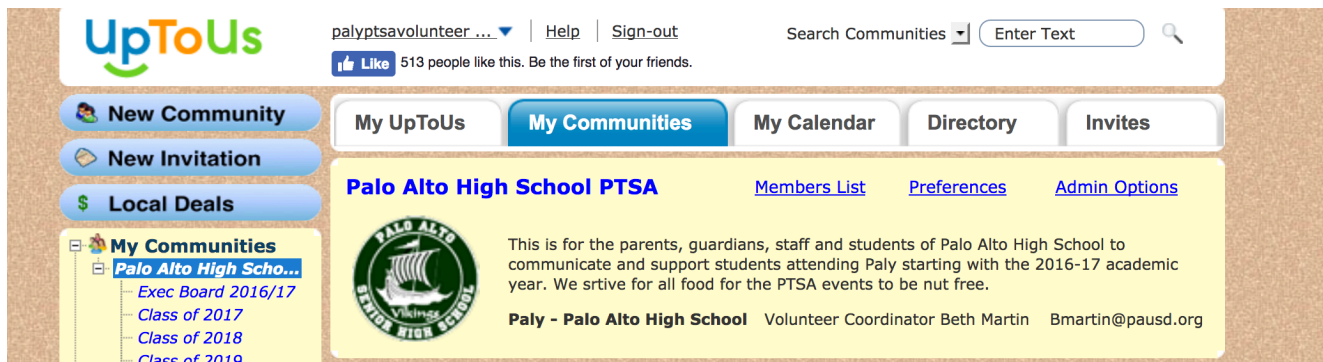 UpToUs
palyptsavolunteer ... Help Sign-out
Search Communities Enter Text
Like 513 people like this. Be the first of your friends.
New Community
New Invitation
$ Local Deals
My UpToUs My Communities My Calendar Directory Invites
My Communities
Palo Alto High Scho...
Exec Board 2016/17
Class of 2017
Class of 2018
Class of 2019
Palo Alto High School PTSA Members List Preferences Admin Options
PALO ALTO
Vikings
SENIOR HIGH SCHOOL
This is for the parents, guardians, staff and students of Palo Alto High School to
communicate and support students attending Paly starting with the 2016-17 academic
year. We srtive for all food for the PTSA events to be nut free.
Paly - Palo Alto High School Volunteer Coordinator Beth Martin Bmartin@pausd.org